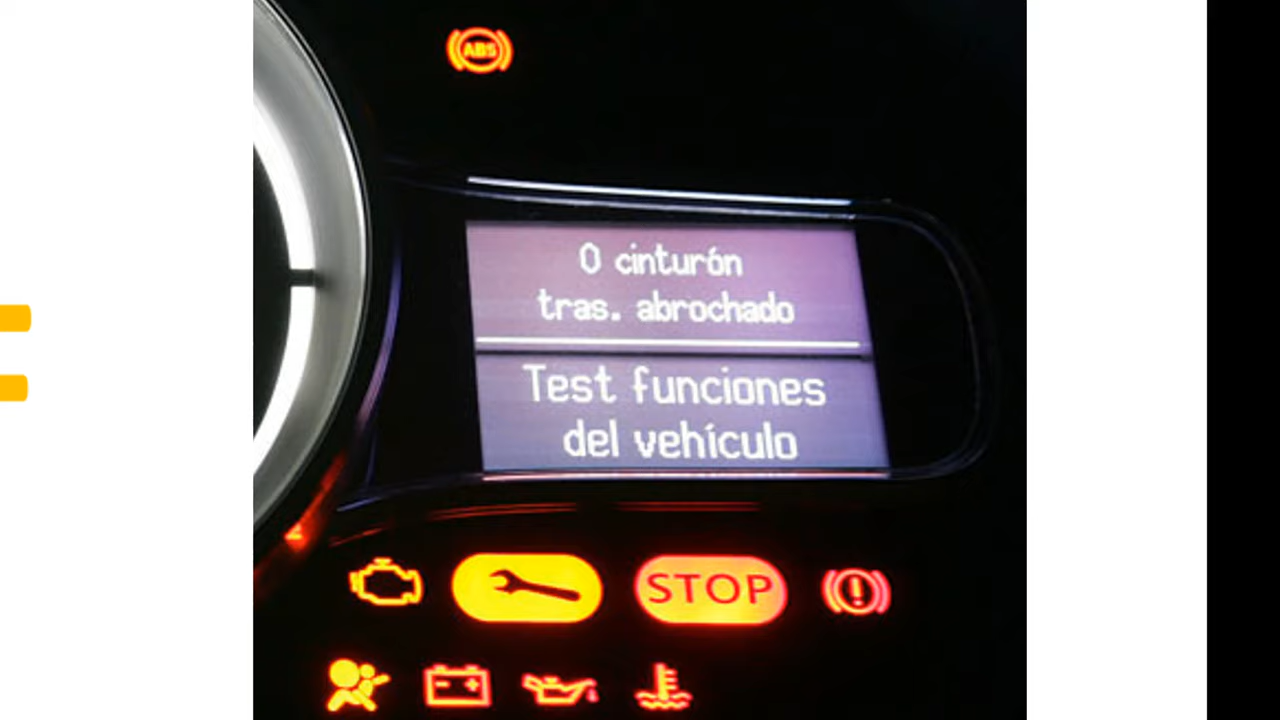 ABS
0 cinturón
tras. abrochado
Test funciones
del vehículo
STOP